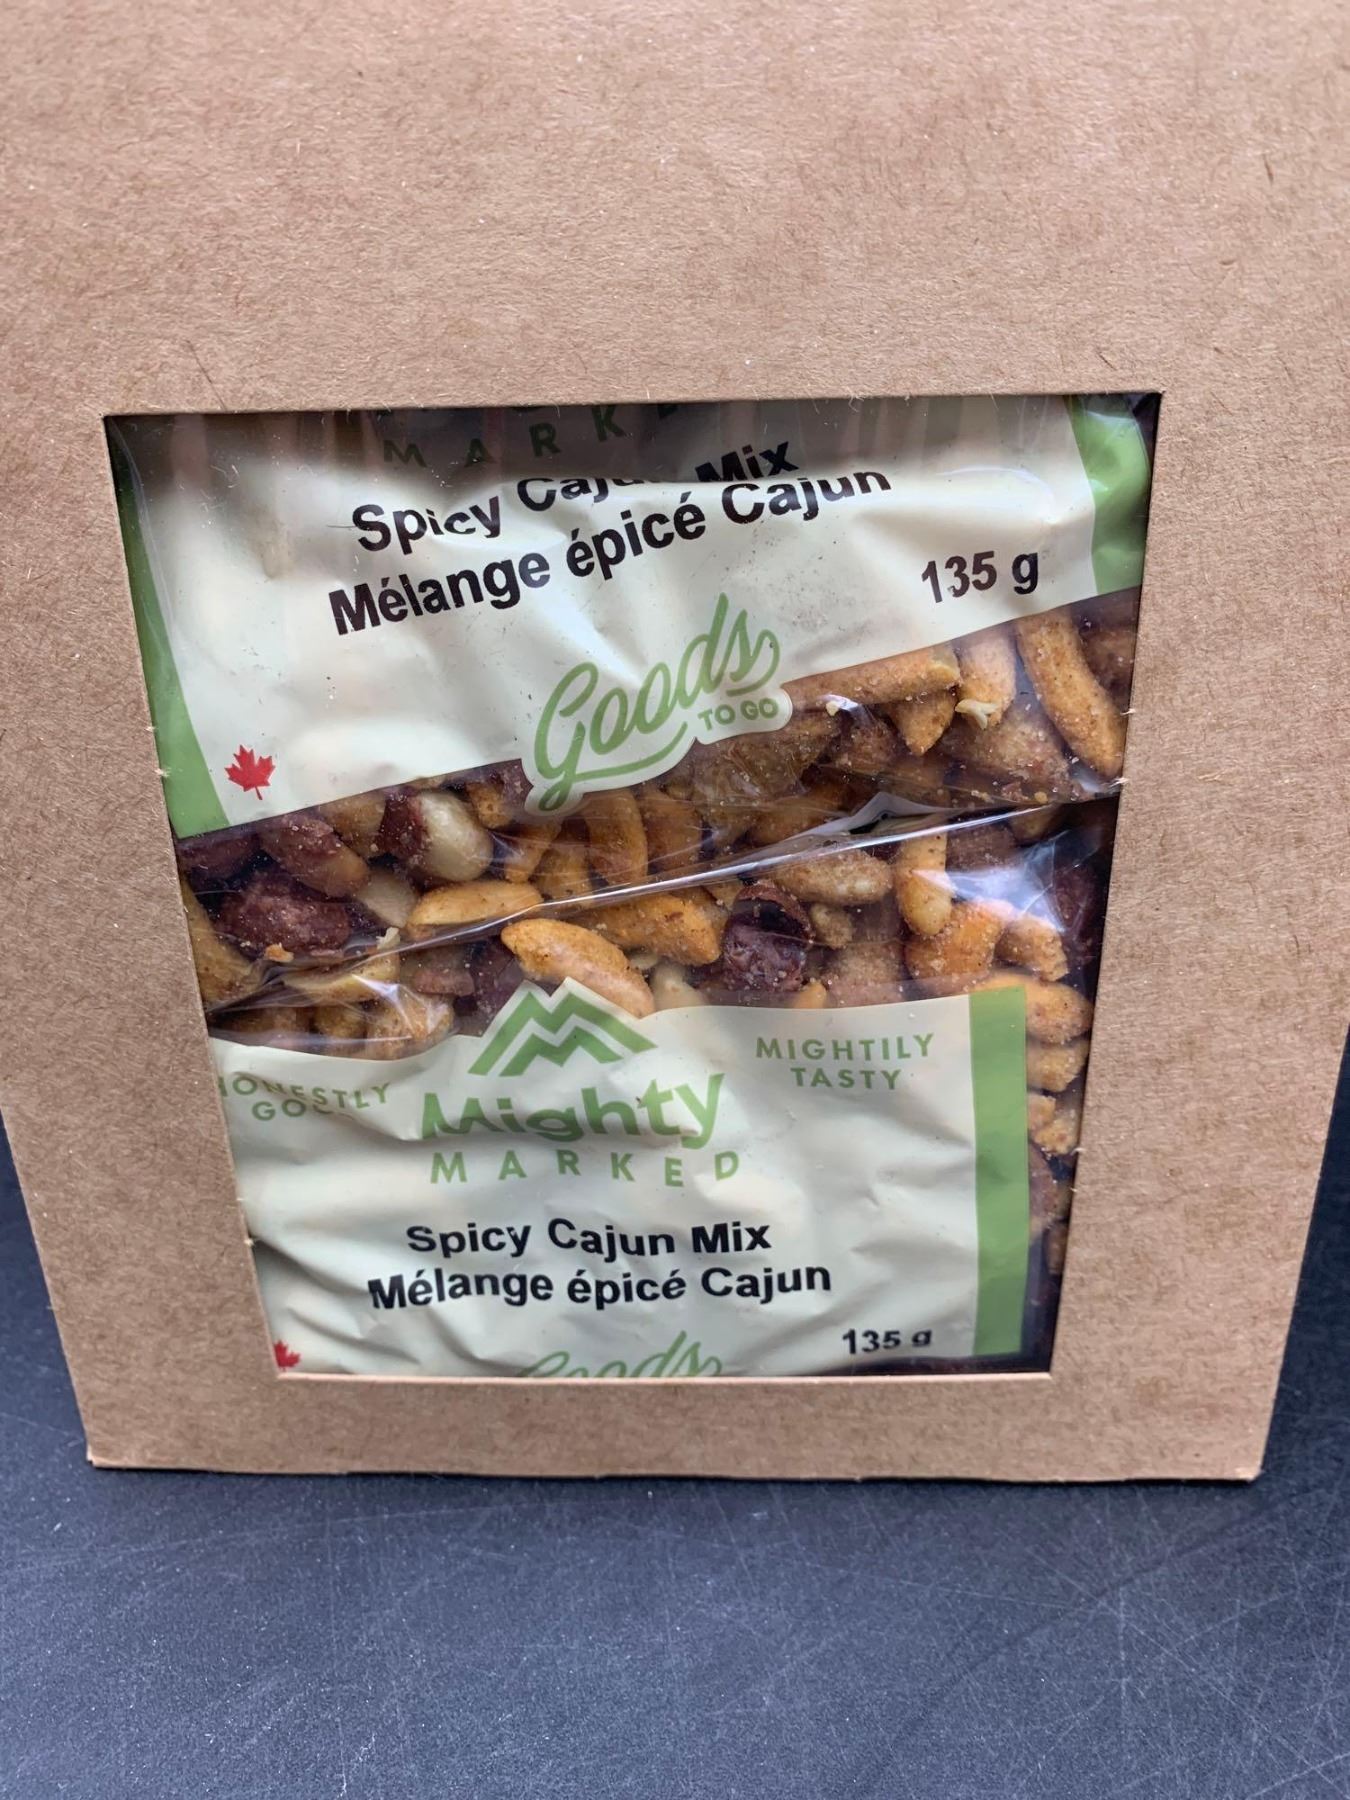 Spicy Mix
Mélange épicé Cajun
135 g
Goods
TO GO
MIGHTILY
TASTY
Mighty
MARKED
Spicy Cajun Mix
Mélange épicé Cajun
135 g
Goods